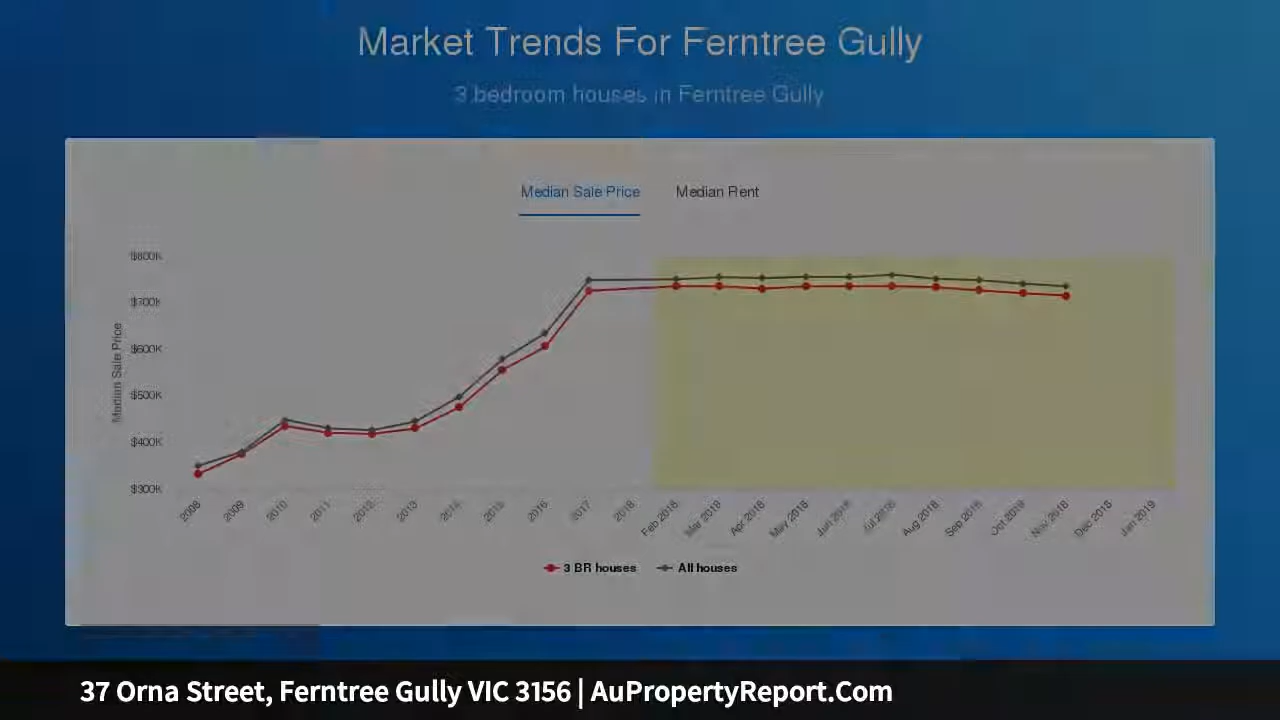 Market Trends For Ferntree Gully
3 bedroom houses in Ferntree Gully
Median Sale Price Median Rent
$800K
$700K
$600K
$500K
$400K
$300K
Median Sale Price
2008 2009 2010 2011 2012 2013 2014 2015 2016 2017 2018 Feb 2018 Mar 2018 Apr 2018 May 2018 Jun 2018 Jul 2018 Aug 2018 Sep 2018 Oct 2018 Nov 2018 Dec 2018 Jan 2019
3 BR houses All houses
37 Orna Street, Ferntree Gully VIC 3156 | AuPropertyReport.Com